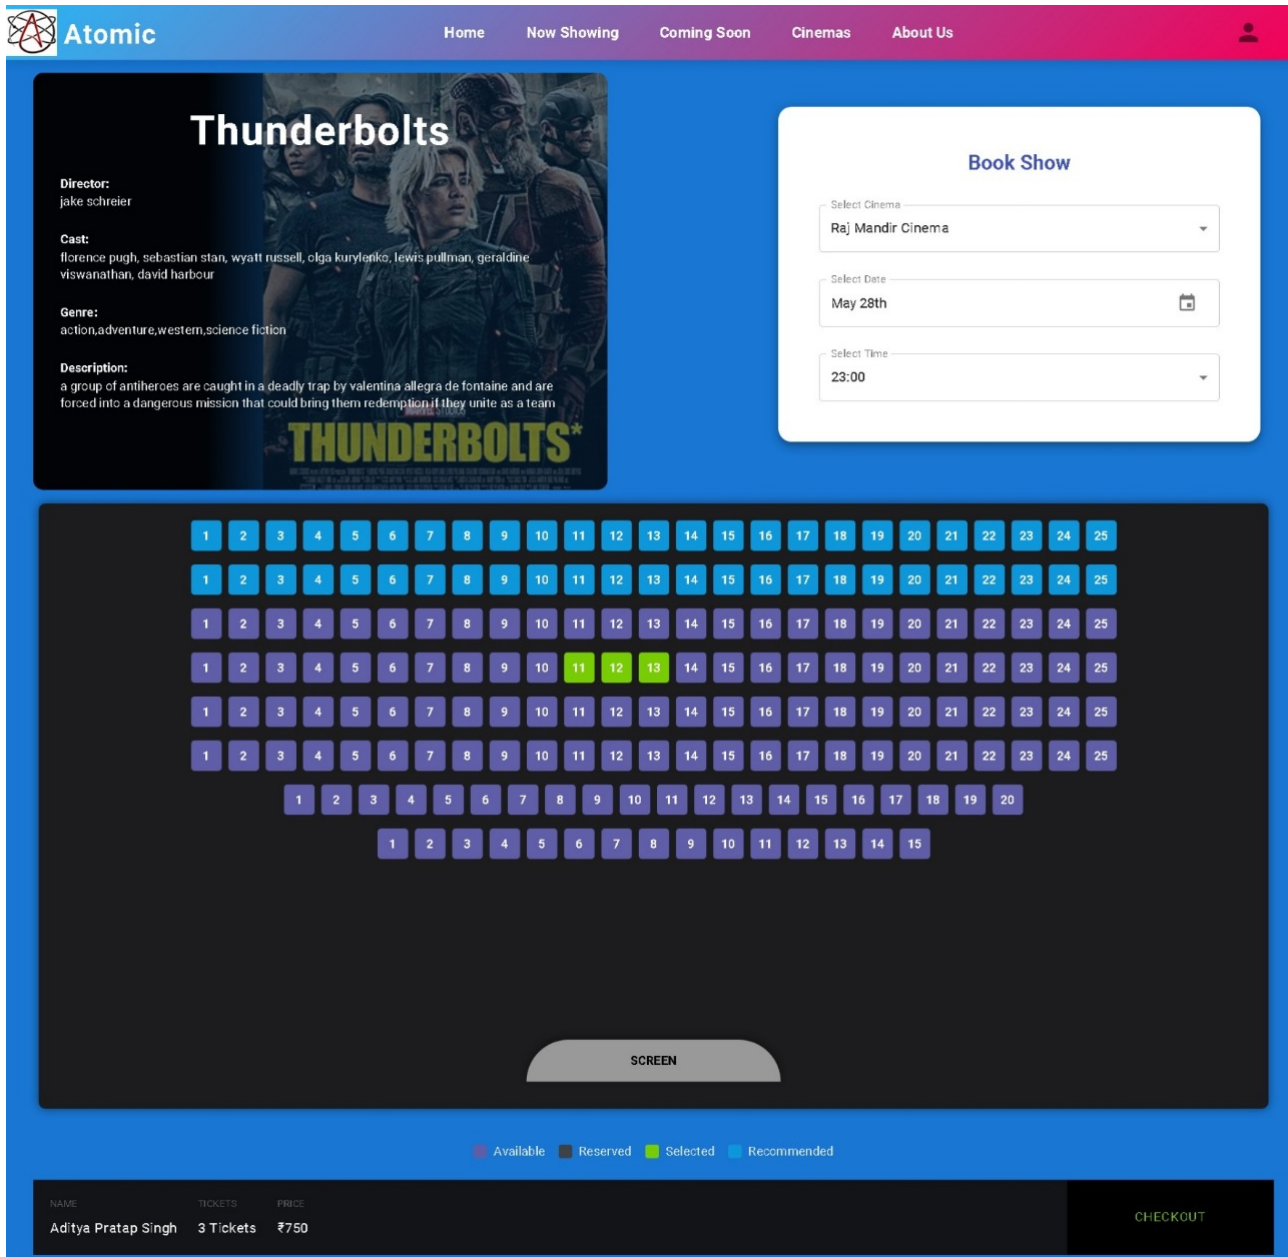 Atomic Home Now Showing Coming Soon Cinemas About Us
Thunderbolts
Director:
jake schreier
Cast:
florence pugh, sebastian stan, wyatt russell, olga kurylenko, lewis pullman, geraldine
viswanathan, david harbour
Genre:
action,adventure,western,science fiction
Description:
a group of antiheroes are caught in a deadly trap by valentina allegra de fontaine and are
forced into a dangerous mission that could bring them redemption if they unite as a team
THUNDERBOLTS*
Book Show
Select Cinema
Raj Mandir Cinema
Select Date
May 28th
Select Time
23:00
1 2 3 4 5 6 7 8 9 10 11 12 13 14 15 16 17 18 19 20 21 22 23 24 25
1 2 3 4 5 6 7 8 9 10 11 12 13 14 15 16 17 18 19 20 21 22 23 24 25
1 2 3 4 5 6 7 8 9 10 11 12 13 14 15 16 17 18 19 20 21 22 23 24 25
1 2 3 4 5 6 7 8 9 10 11 12 13 14 15 16 17 18 19 20 21 22 23 24 25
1 2 3 4 5 6 7 8 9 10 11 12 13 14 15 16 17 18 19 20 21 22 23 24 25
1 2 3 4 5 6 7 8 9 10 11 12 13 14 15 16 17 18 19 20 21 22 23 24 25
1 2 3 4 5 6 7 8 9 10 11 12 13 14 15 16 17 18 19 20
1 2 3 4 5 6 7 8 9 10 11 12 13 14 15
SCREEN
Available Reserved Selected Recommended
NAME TICKETS PRICE
Aditya Pratap Singh 3 Tickets ₹750
CHECKOUT